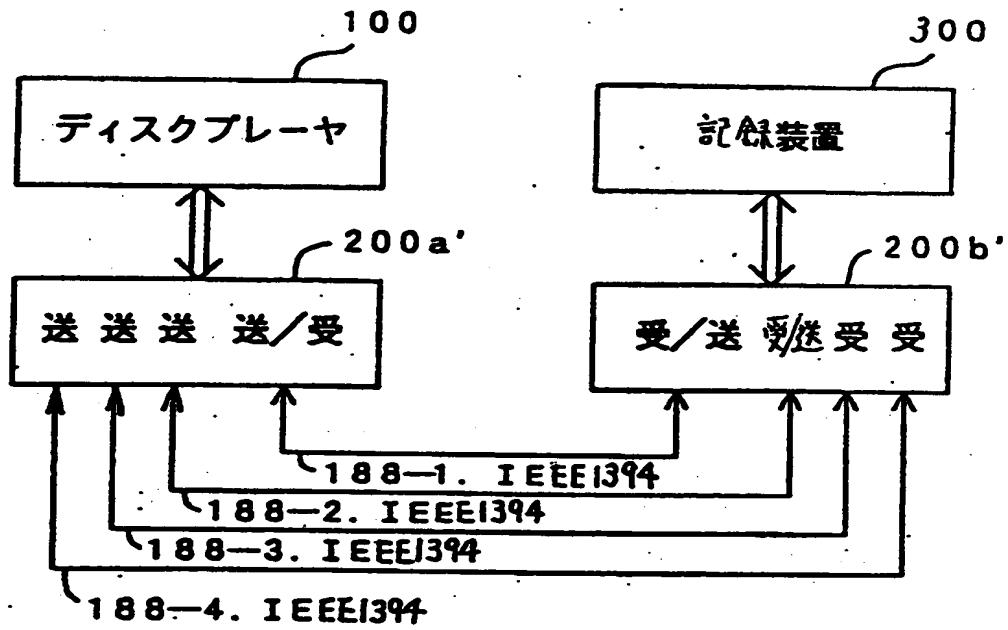 100
300
ディスクプレーヤ
記録装置
200a'
200b'
送 送 送 送/受
受/送 受/送 受 受
188-1. IEEE1394
188-2. IEEE1394
188-3. IEEE1394
188-4. IEEE1394